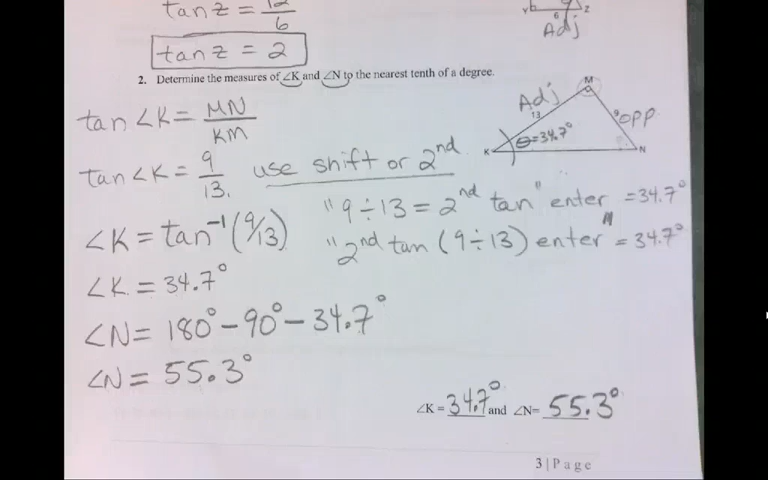 tan Z = 12/6
tan Z = 2
Y 6 Z
Adj
2. Determine the measures of ∠K and ∠N to the nearest tenth of a degree.
tan ∠K = MN/KM
M
Adj
13
9 OPP
K θ=34.7° N
tan ∠K = 9/13. use shift or 2nd
∠K = tan⁻¹(9/13) "9÷13 = 2nd tan" enter = 34.7°
"2nd tan (9÷13) enter" = 34.7°
∠K = 34.7°
∠N = 180° - 90° - 34.7°
∠N = 55.3°
∠K = 34.7° and ∠N = 55.3°
3 | Page